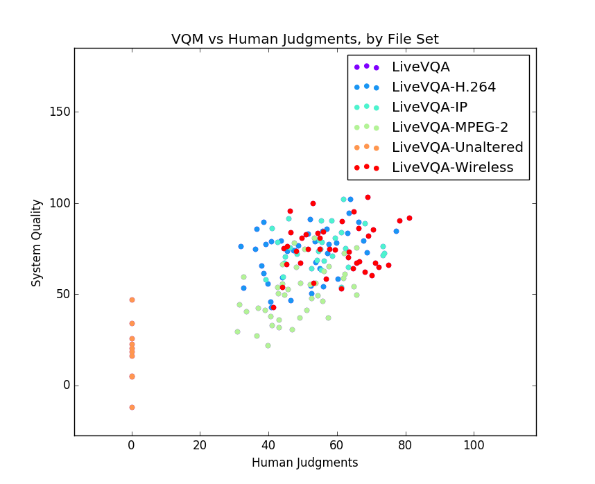 VQM vs Human Judgments, by File Set
LiveVQA
LiveVQA-H.264
LiveVQA-IP
LiveVQA-MPEG-2
LiveVQA-Unaltered
LiveVQA-Wireless
150
100
50
0
System Quality
0 20 40 60 80 100
Human Judgments